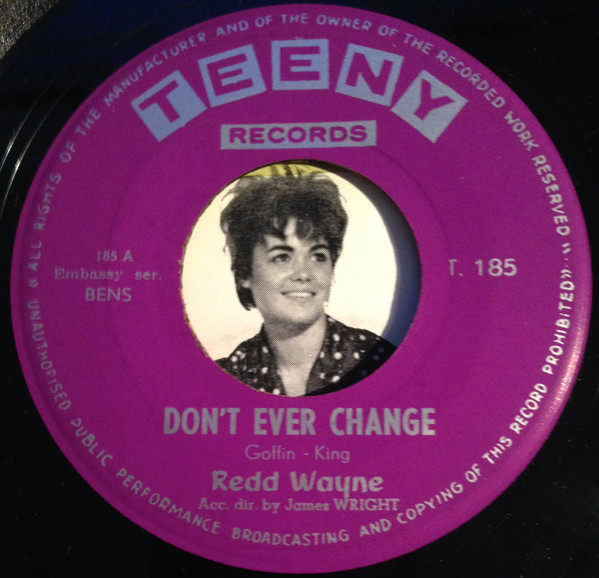 « ALL RIGHTS OF THE MANUFACTURER AND OF THE OWNER OF THE RECORDED WORK RESERVED »
TEENY
RECORDS
185 A
Embassy ser.
BENS
T. 185
DON'T EVER CHANGE
Goffin - King
Redd Wayne
Acc. dir. by James WRIGHT
UNAUTHORISED PUBLIC PERFORMANCE BROADCASTING AND COPYING OF THIS RECORD PROHIBITED»